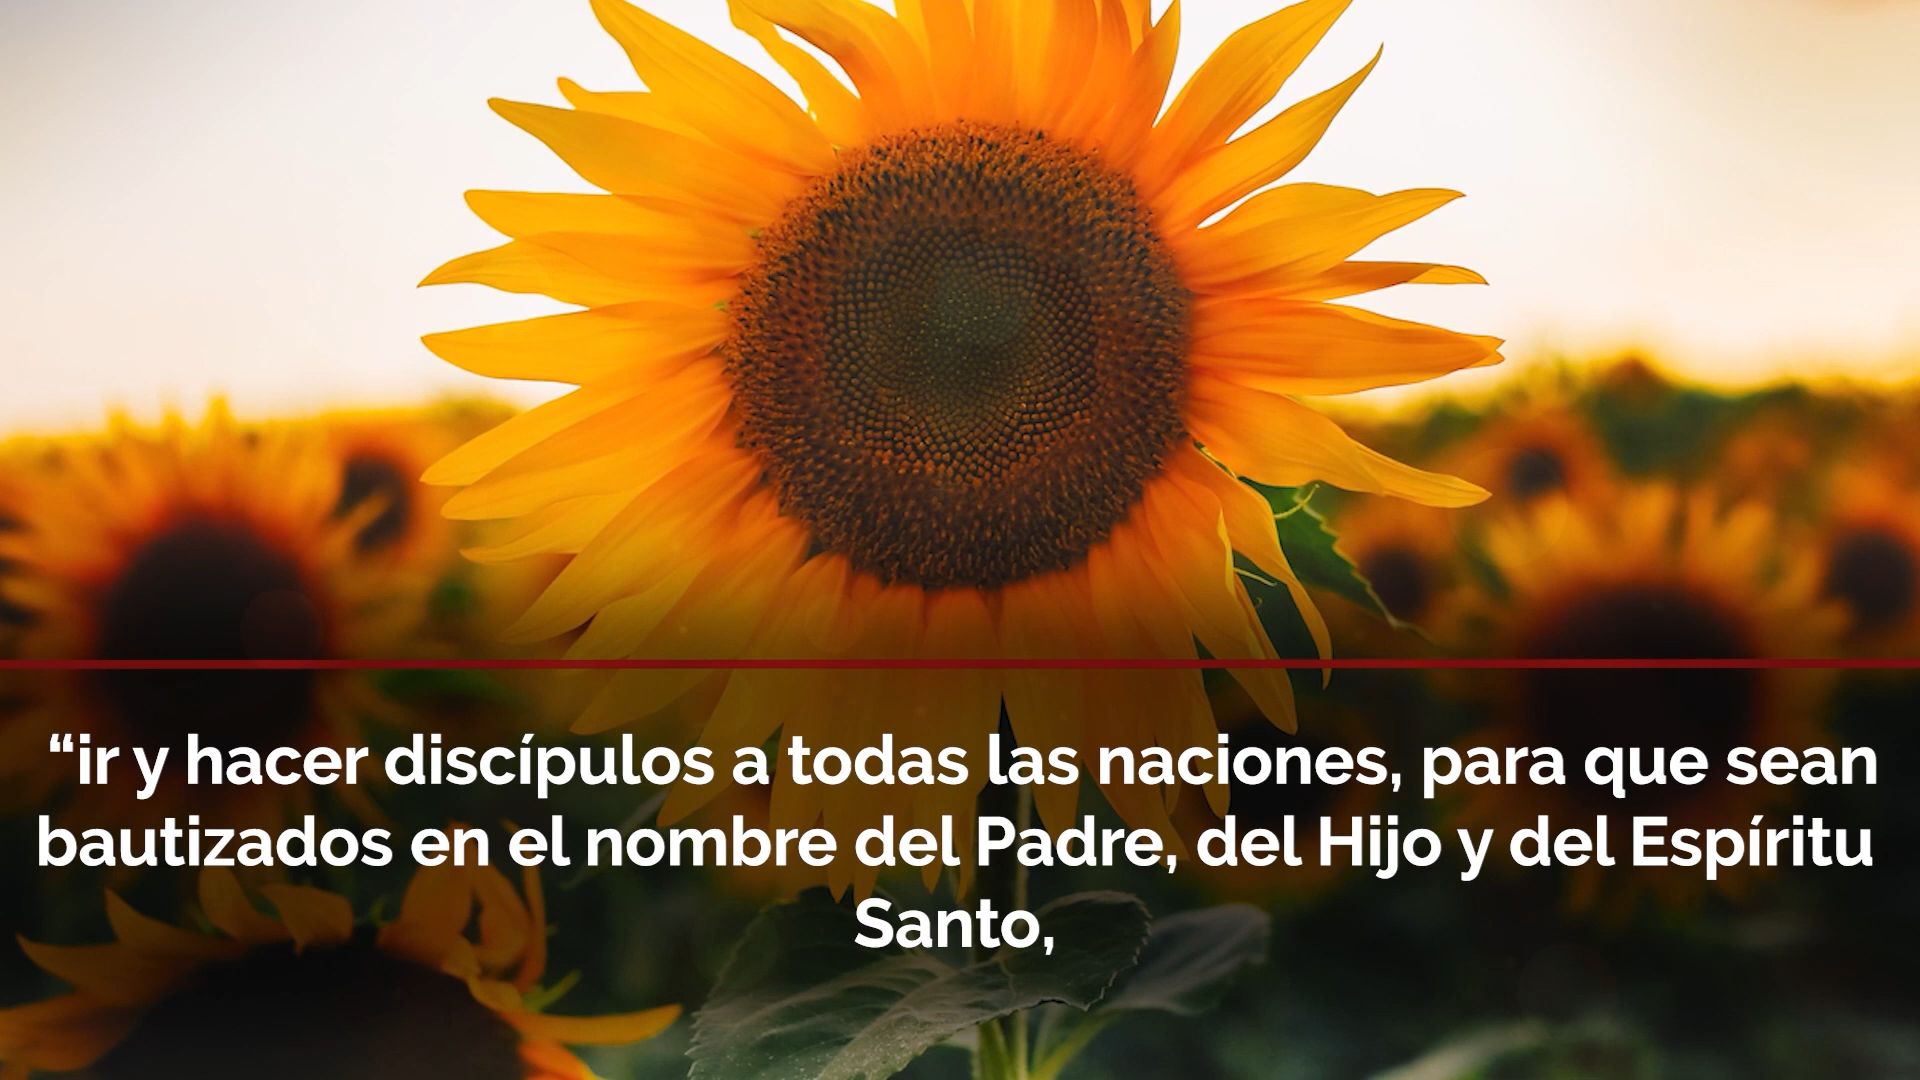 “ir y hacer discípulos a todas las naciones, para que sean
bautizados en el nombre del Padre, del Hijo y del Espíritu
Santo,